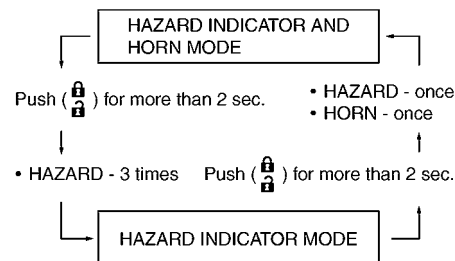 HAZARD INDICATOR AND
HORN MODE
Push ( ) for more than 2 sec.
• HAZARD - once
• HORN - once
• HAZARD - 3 times
Push ( ) for more than 2 sec.
HAZARD INDICATOR MODE